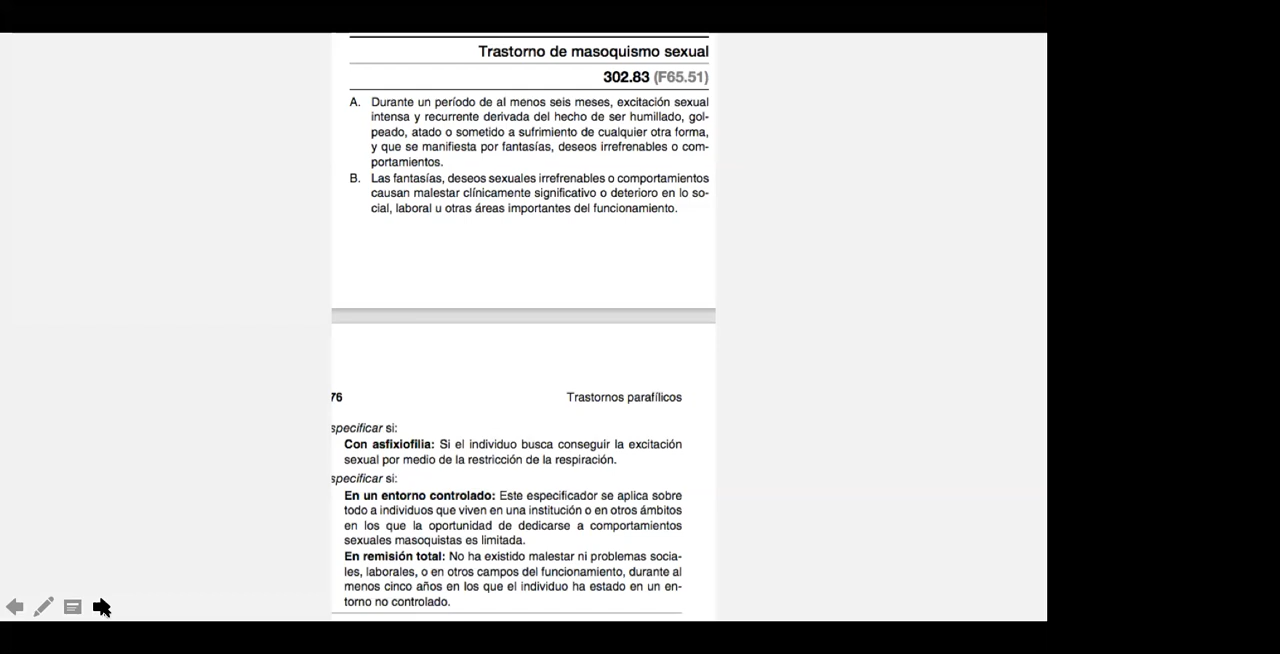 Trastorno de masoquismo sexual
302.83 (F65.51)
A. Durante un período de al menos seis meses, excitación sexual
intensa y recurrente derivada del hecho de ser humillado, gol-
peado, atado o sometido a sufrimiento de cualquier otra forma,
y que se manifiesta por fantasías, deseos irrefrenables o com-
portamientos.
B. Las fantasías, deseos sexuales irrefrenables o comportamientos
causan malestar clínicamente significativo o deterioro en lo so-
cial, laboral u otras áreas importantes del funcionamiento.
76 Trastornos parafílicos
specificar si:
Con asfixiofilia: Si el individuo busca conseguir la excitación
sexual por medio de la restricción de la respiración.
specificar si:
En un entorno controlado: Este especificador se aplica sobre
todo a individuos que viven en una institución o en otros ámbitos
en los que la oportunidad de dedicarse a comportamientos
sexuales masoquistas es limitada.
En remisión total: No ha existido malestar ni problemas socia-
les, laborales, o en otros campos del funcionamiento, durante al
menos cinco años en los que el individuo ha estado en un en-
torno no controlado.